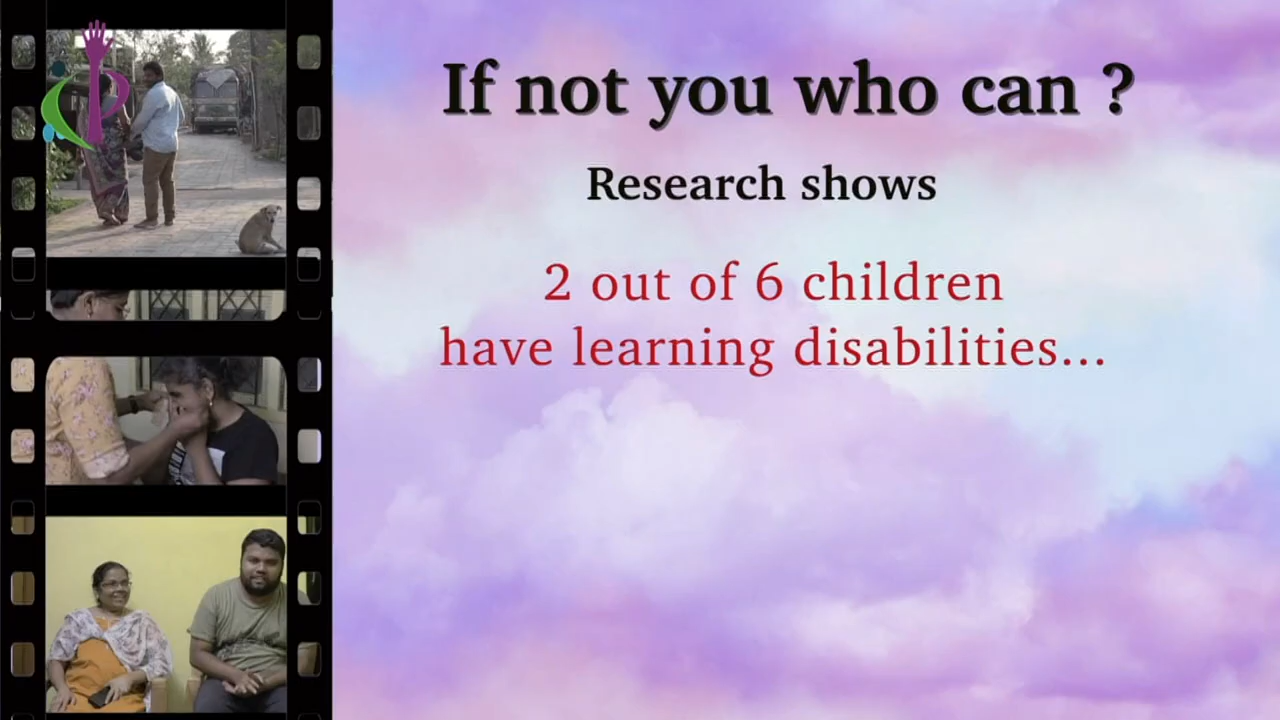 If not you who can ?
Research shows
2 out of 6 children
have learning disabilities...